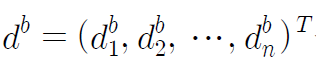 d^b = (d_1^b, d_2^b, ⋯, d_n^b)^T